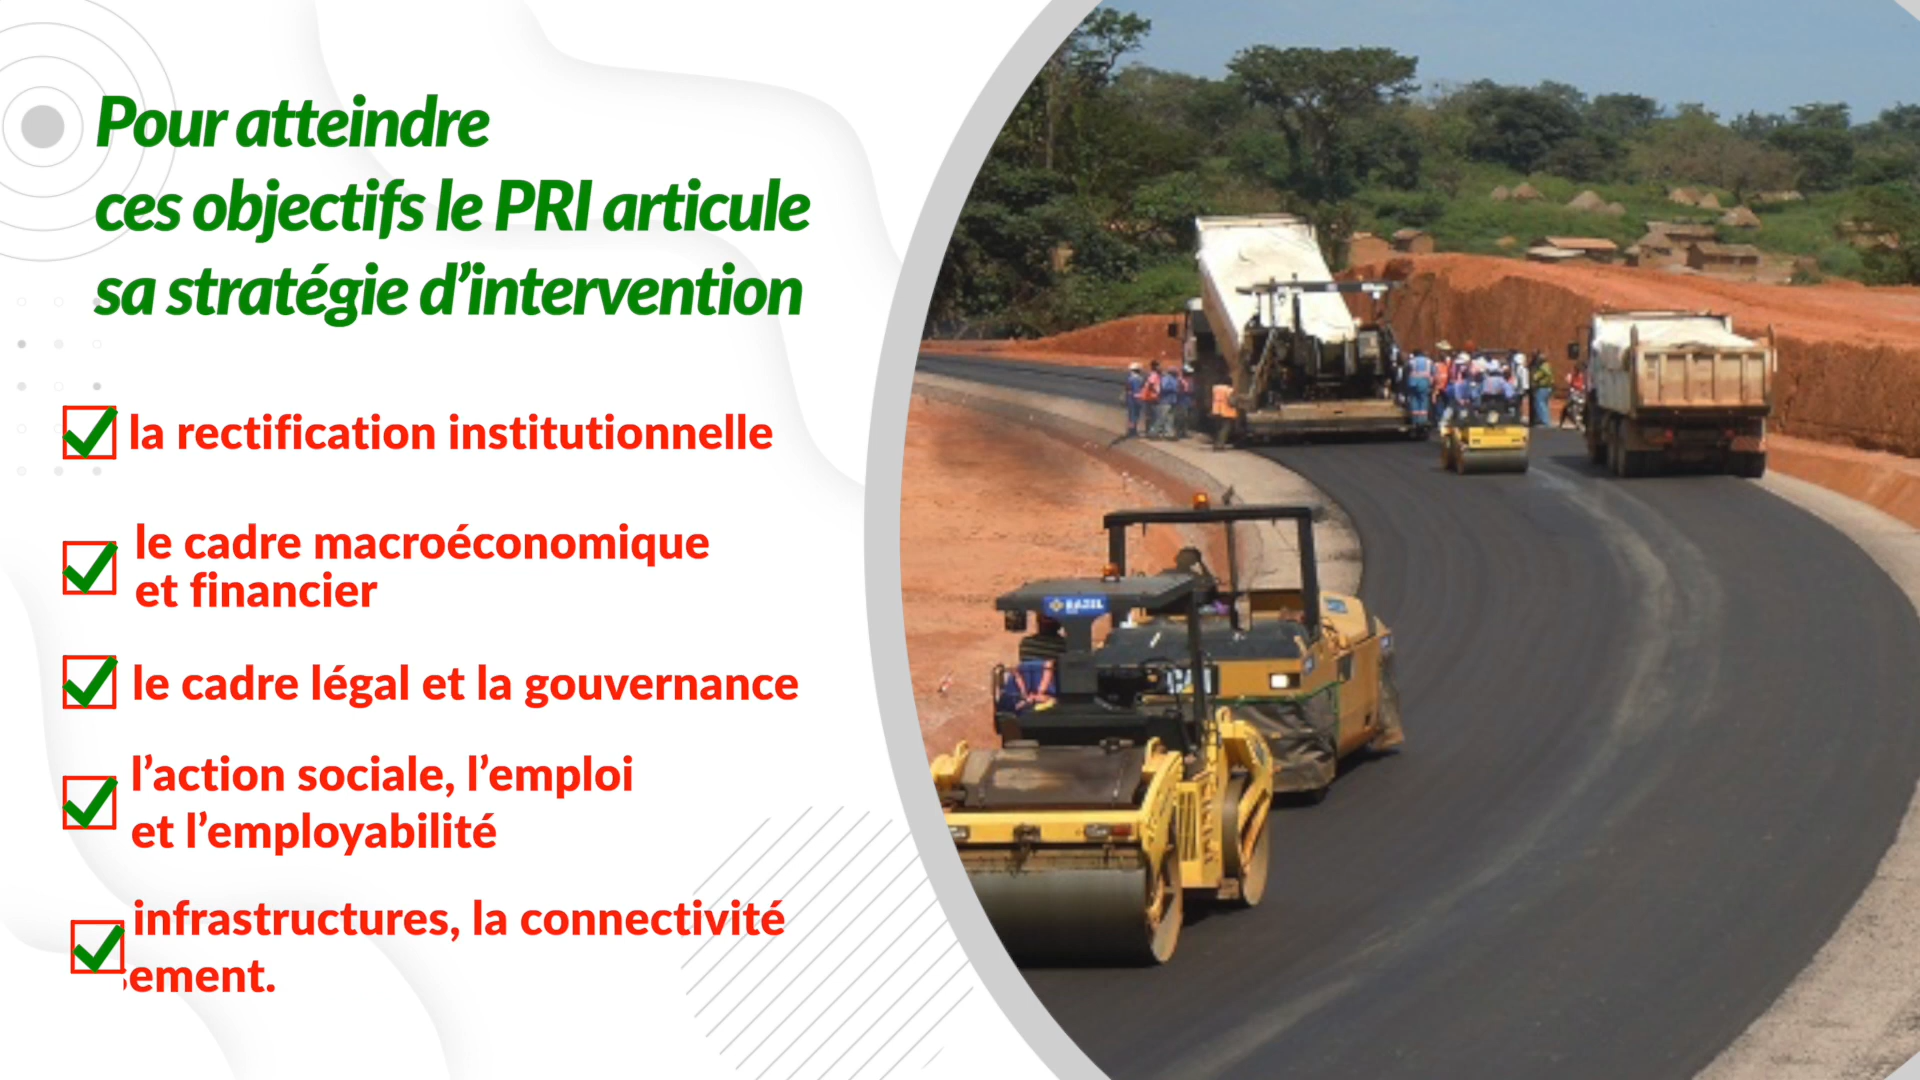 Pour atteindre
ces objectifs le PRI articule
sa stratégie d’intervention
la rectification institutionnelle
le cadre macroéconomique
et financier
le cadre légal et la gouvernance
l’action sociale, l’emploi
et l’employabilité
infrastructures, la connectivité
ement.